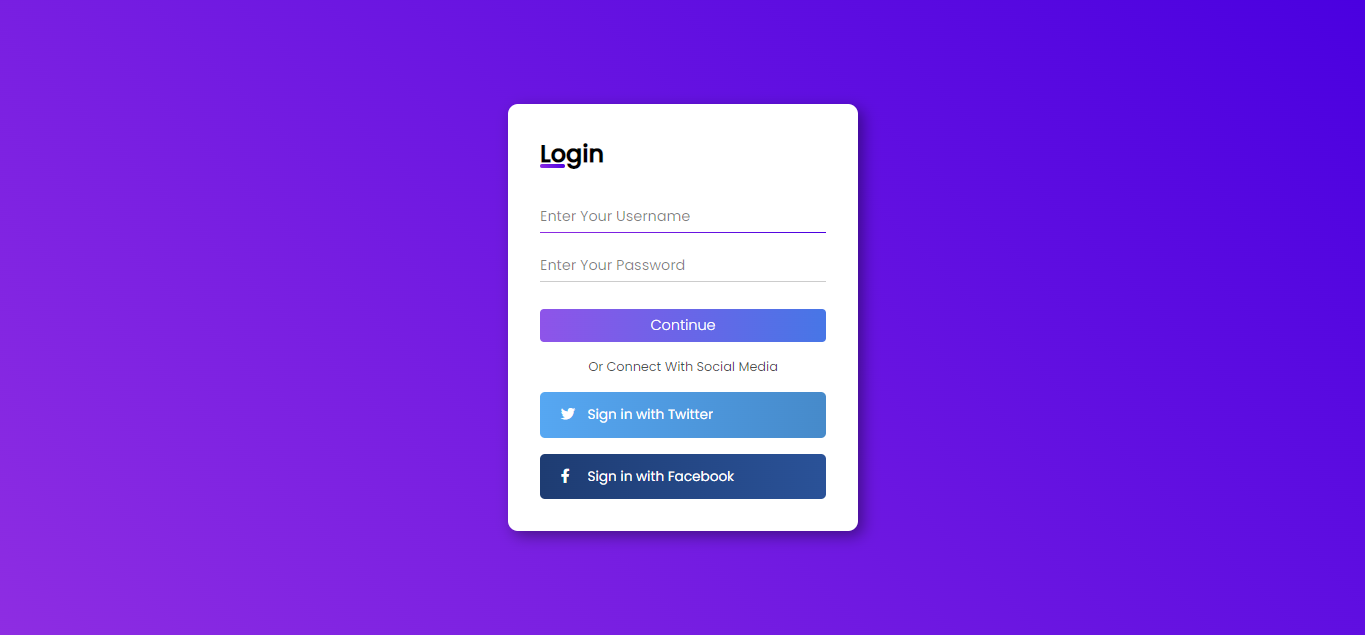 Login
Enter Your Username
Enter Your Password
Continue
Or Connect With Social Media
Sign in with Twitter
Sign in with Facebook